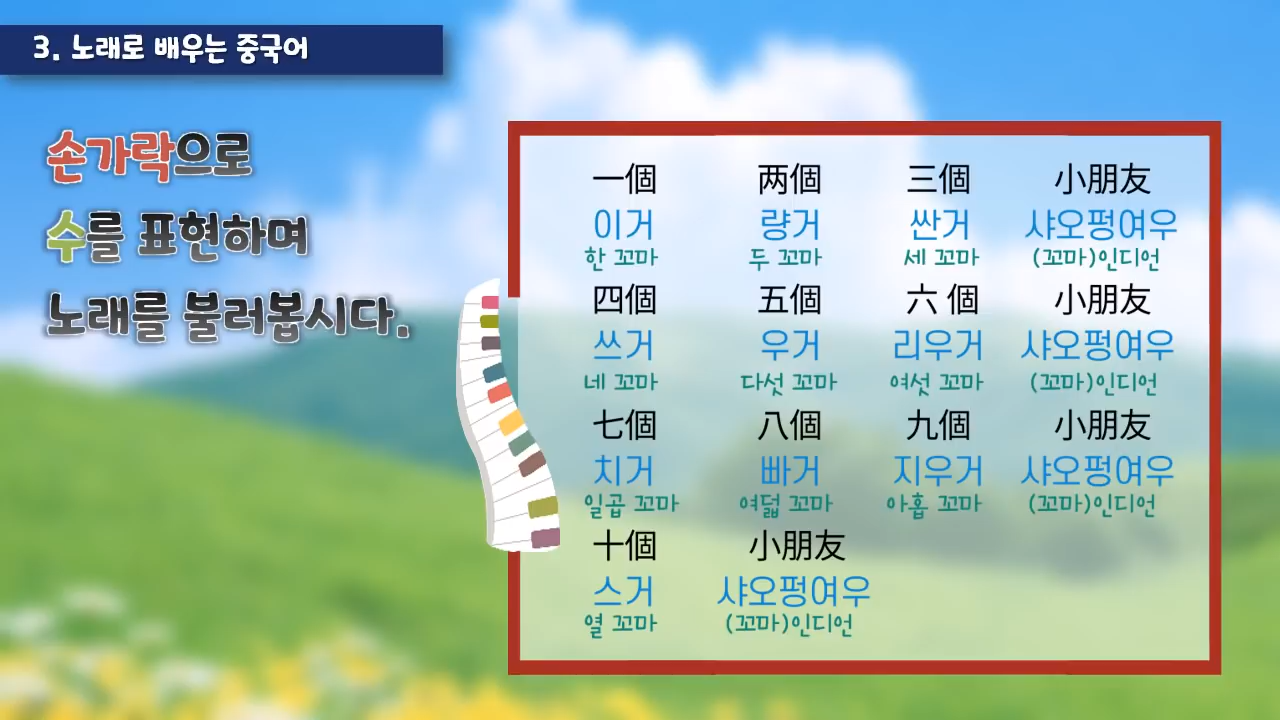 3. 노래로 배우는 중국어
손가락으로
수를 표현하며
노래를 불러봅시다.
一個 两個 三個 小朋友
이거 량거 싼거 샤오펑여우
한 꼬마 두 꼬마 세 꼬마 (꼬마)인디언
四個 五個 六 個 小朋友
쓰거 우거 리우거 샤오펑여우
네 꼬마 다섯 꼬마 여섯 꼬마 (꼬마)인디언
七個 八個 九個 小朋友
치거 빠거 지우거 샤오펑여우
일곱 꼬마 여덟 꼬마 아홉 꼬마 (꼬마)인디언
十個 小朋友
스거 샤오펑여우
열 꼬마 (꼬마)인디언